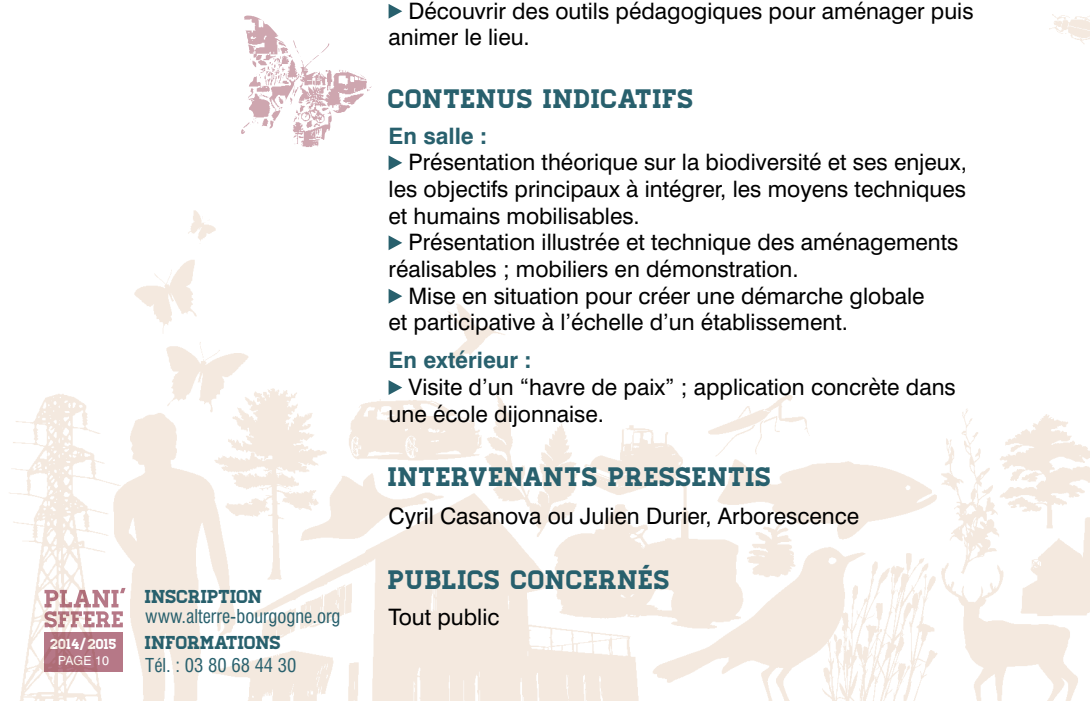 ► Découvrir des outils pédagogiques pour aménager puis
animer le lieu.
CONTENUS INDICATIFS
En salle :
► Présentation théorique sur la biodiversité et ses enjeux,
les objectifs principaux à intégrer, les moyens techniques
et humains mobilisables.
► Présentation illustrée et technique des aménagements
réalisables ; mobiliers en démonstration.
► Mise en situation pour créer une démarche globale
et participative à l’échelle d’un établissement.
En extérieur :
► Visite d’un “havre de paix” ; application concrète dans
une école dijonnaise.
INTERVENANTS PRESSENTIS
Cyril Casanova ou Julien Durier, Arborescence
PUBLICS CONCERNÉS
Tout public
PLANI’
SFFERE
2014/2015
PAGE 10
INSCRIPTION
www.alterre-bourgogne.org
INFORMATIONS
Tél. : 03 80 68 44 30